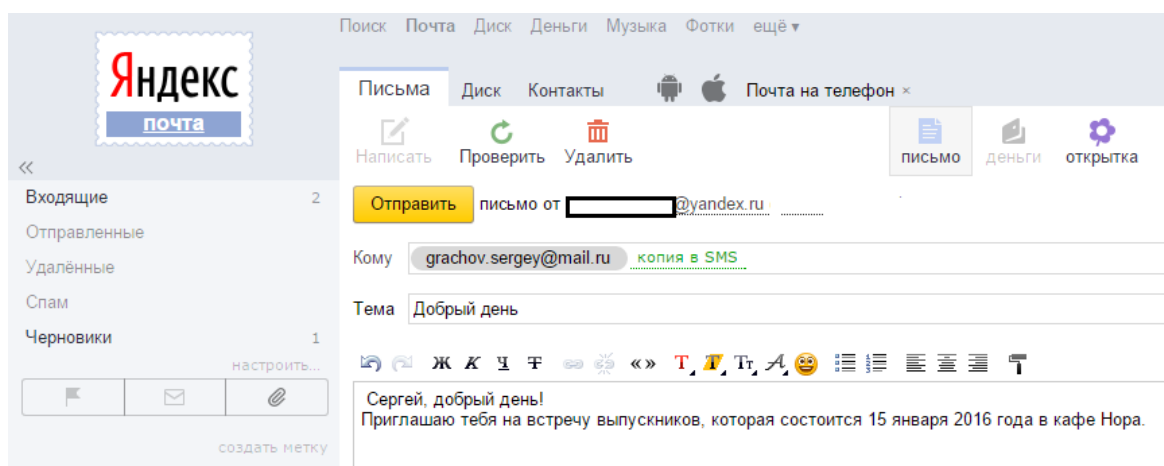 Поиск Почта Диск Деньги Музыка Фотки ещё ▾
Яндекс
почта
Письма Диск Контакты Почта на телефон ×
Написать Проверить Удалить письмо деньги открытка
«
Входящие 2
Отправить письмо от @yandex.ru
Отправленные
Удалённые
Кому grachov.sergey@mail.ru копия в SMS
Спам
Тема Добрый день
Черновики 1
настроить...
Ж К Ч Т «» Т Т Тт А
Сергей, добрый день!
Приглашаю тебя на встречу выпускников, которая состоится 15 января 2016 года в кафе Нора.
создать метку